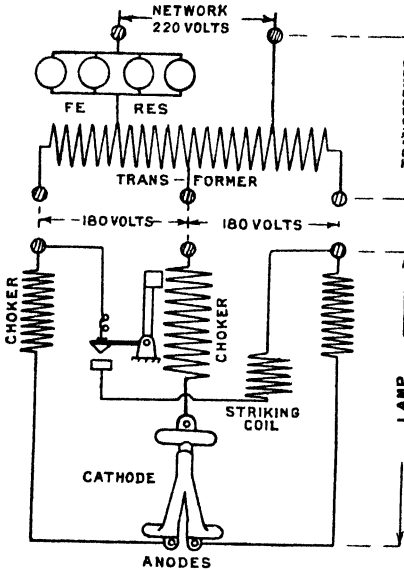 NETWORK
220 VOLTS
FE RES
TRANS-FORMER
180 VOLTS 180 VOLTS
CHOKER
CHOKER
STRIKING
COIL
CATHODE
LAMP
ANODES